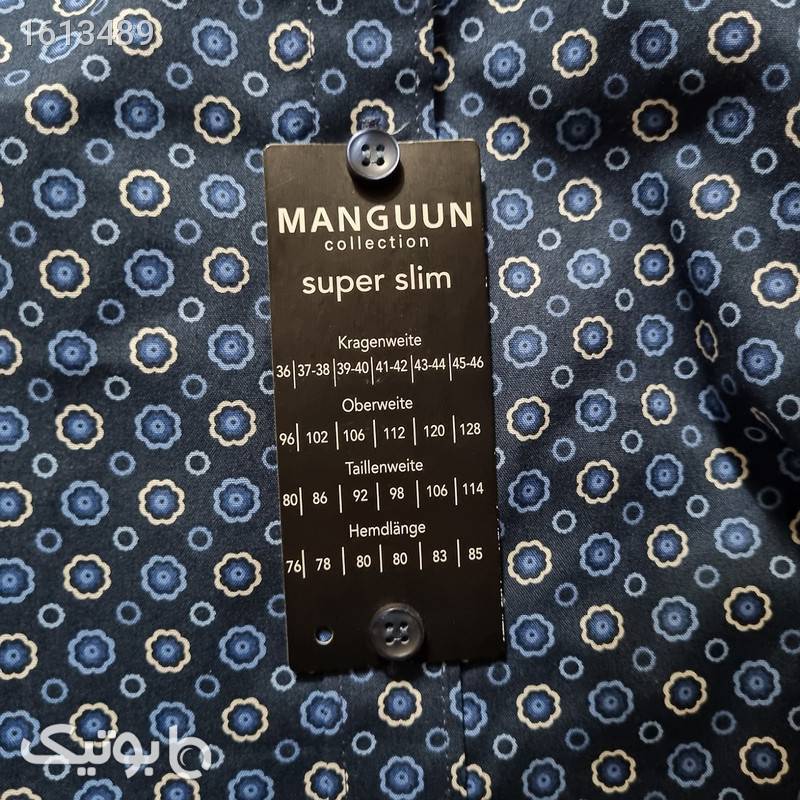 1613489
MANGUUN
collection
super slim
Kragenweite
36|37-38|39-40|41-42|43-44|45-46
Oberweite
96|102|106|112|120|128
Taillenweite
80|86|92|98|106|114
Hemdlänge
76|78|80|80|83|85
مابوتیک